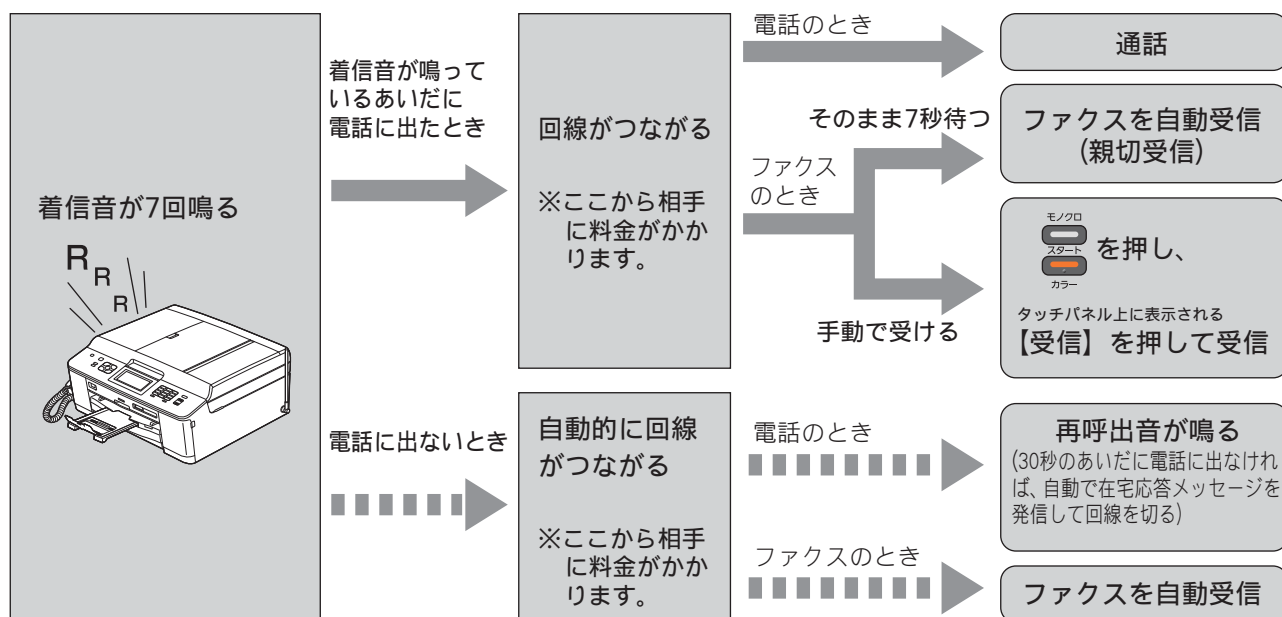 着信音が7回鳴る
R
R
R
着信音が鳴って
いるあいだに
電話に出たとき
回線がつながる
※ここから相手
に料金がかか
ります。
電話のとき
通話
ファクス
のとき
そのまま7秒待つ
ファクスを自動受信
(親切受信)
手動で受ける
モノクロ
スタート
カラー
を押し、
タッチパネル上に表示される
【受信】を押して受信
電話に出ないとき
自動的に回線
がつながる
※ここから相手
に料金がかか
ります。
電話のとき
再呼出音が鳴る
(30秒のあいだに電話に出なけれ
ば、自動で在宅応答メッセージを
発信して回線を切る)
ファクスのとき
ファクスを自動受信